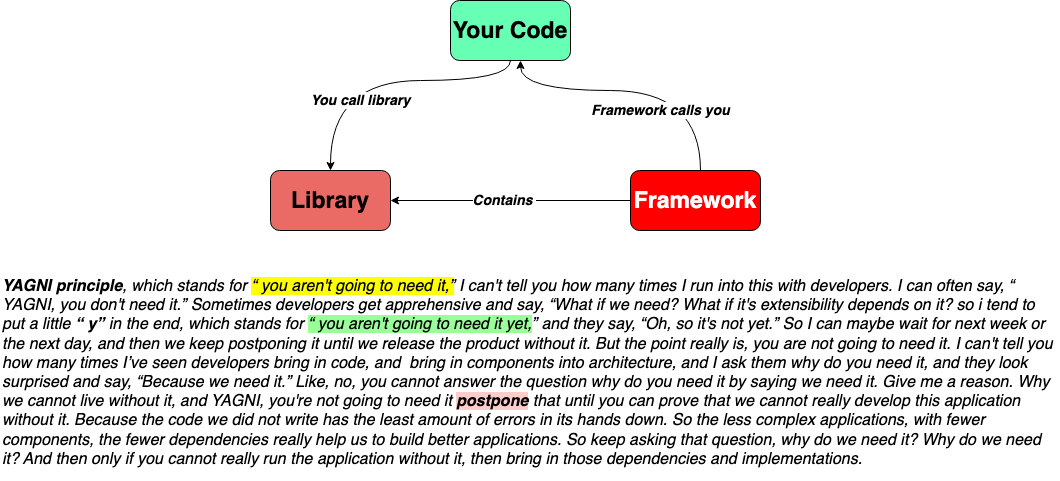 Your Code
You call library
Framework calls you
Library
Contains
Framework
YAGNI principle, which stands for “ you aren't going to need it,” I can't tell you how many times I run into this with developers. I can often say, “
YAGNI, you don't need it.” Sometimes developers get apprehensive and say, “What if we need? What if it's extensibility depends on it? so i tend to
put a little “ y” in the end, which stands for “ you aren't going to need it yet,” and they say, “Oh, so it's not yet.” So I can maybe wait for next week or
the next day, and then we keep postponing it until we release the product without it. But the point really is, you are not going to need it. I can't tell you
how many times I’ve seen developers bring in code, and  bring in components into architecture, and I ask them why do you need it, and they look
surprised and say, “Because we need it.” Like, no, you cannot answer the question why do you need it by saying we need it. Give me a reason. Why
we cannot live without it, and YAGNI, you're not going to need it postpone that until you can prove that we cannot really develop this application
without it. Because the code we did not write has the least amount of errors in its hands down. So the less complex applications, with fewer
components, the fewer dependencies really help us to build better applications. So keep asking that question, why do we need it? Why do we need
it? And then only if you cannot really run the application without it, then bring in those dependencies and implementations.